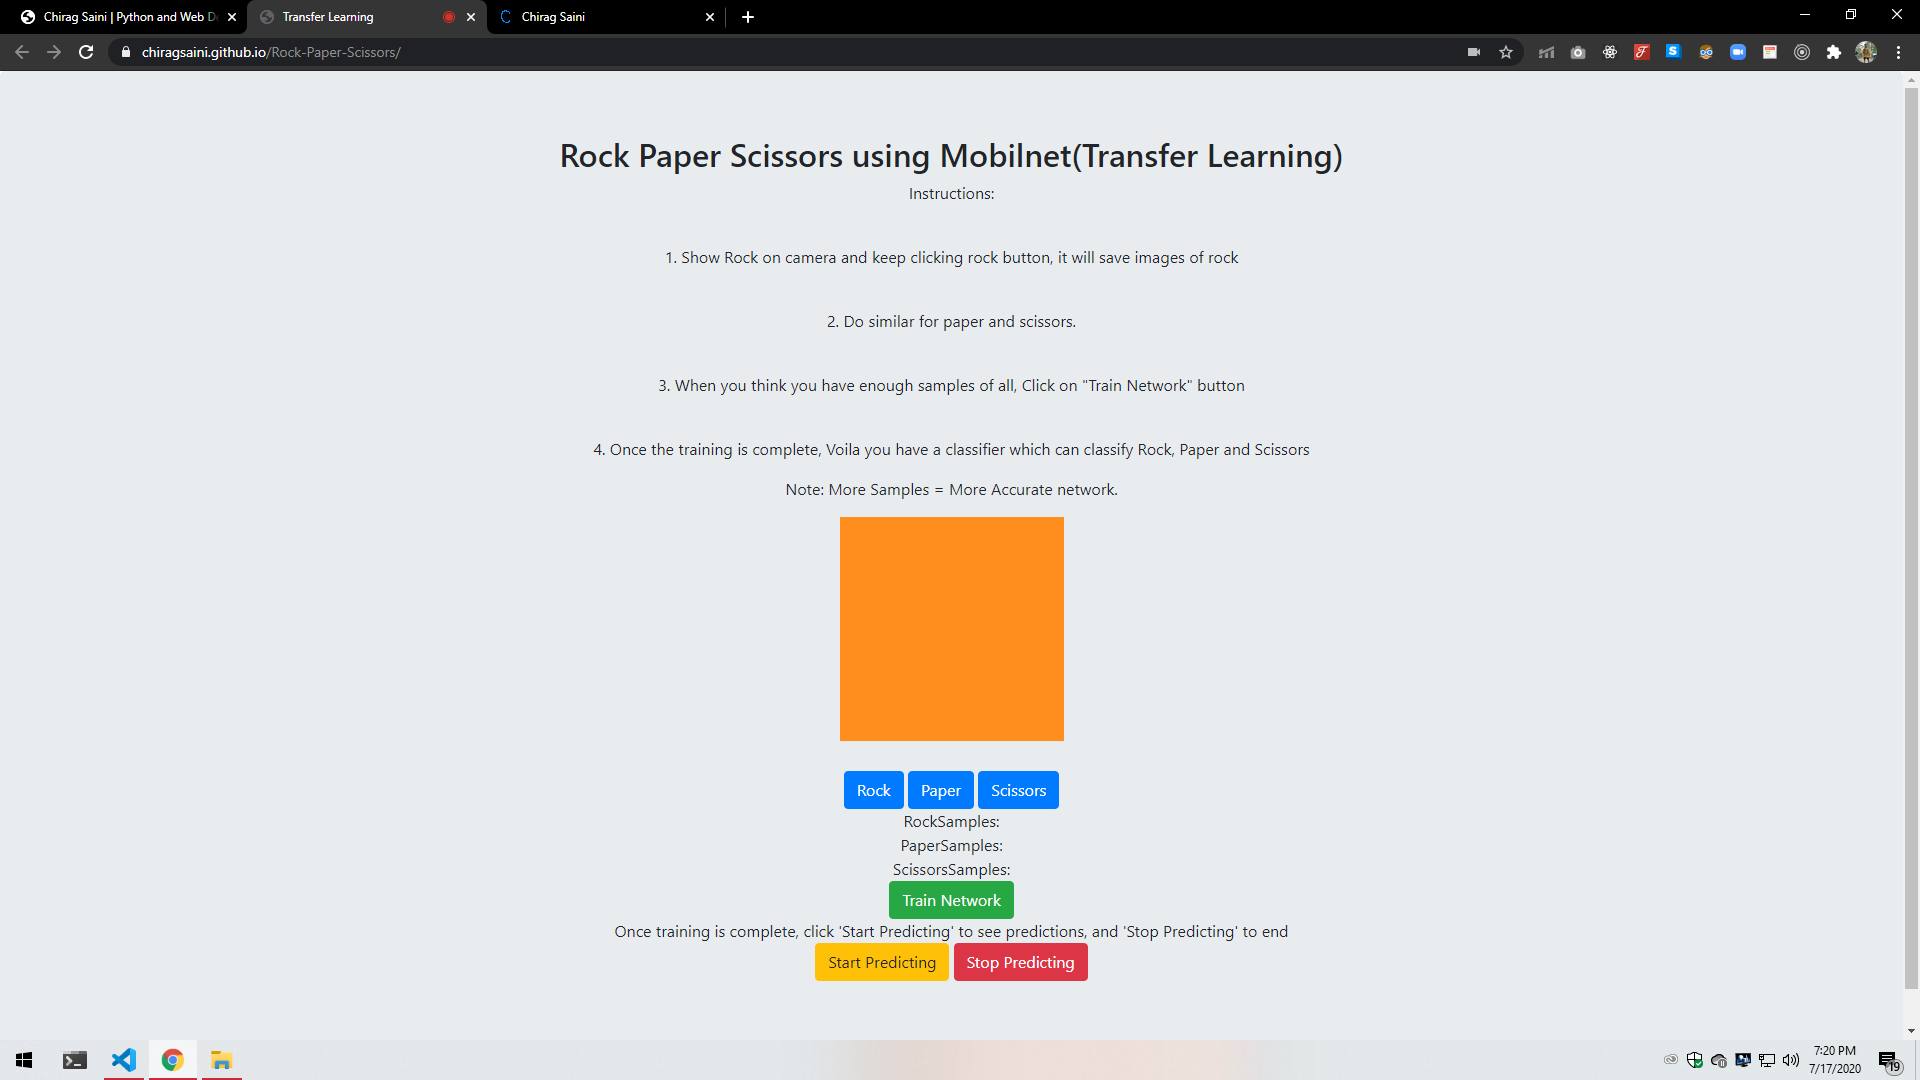 Chirag Saini | Python and Web D
Transfer Learning
Chirag Saini
chiragsaini.github.io/Rock-Paper-Scissors/
Rock Paper Scissors using Mobilnet(Transfer Learning)
Instructions:
1. Show Rock on camera and keep clicking rock button, it will save images of rock
2. Do similar for paper and scissors.
3. When you think you have enough samples of all, Click on "Train Network" button
4. Once the training is complete, Voila you have a classifier which can classify Rock, Paper and Scissors
Note: More Samples = More Accurate network.
Rock Paper Scissors
RockSamples:
PaperSamples:
ScissorsSamples:
Train Network
Once training is complete, click 'Start Predicting' to see predictions, and 'Stop Predicting' to end
Start Predicting Stop Predicting
7:20 PM
7/17/2020
19